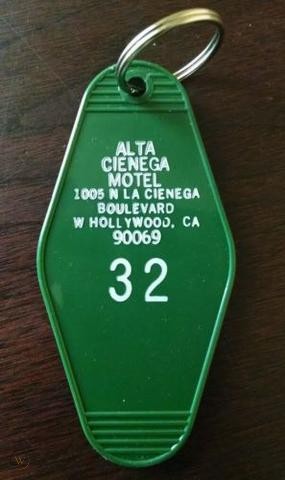 ALTA
CIENEGA
MOTEL
1005 N LA CIENEGA
BOULEVARD
W HOLLYWOOD, CA
90069
32
W